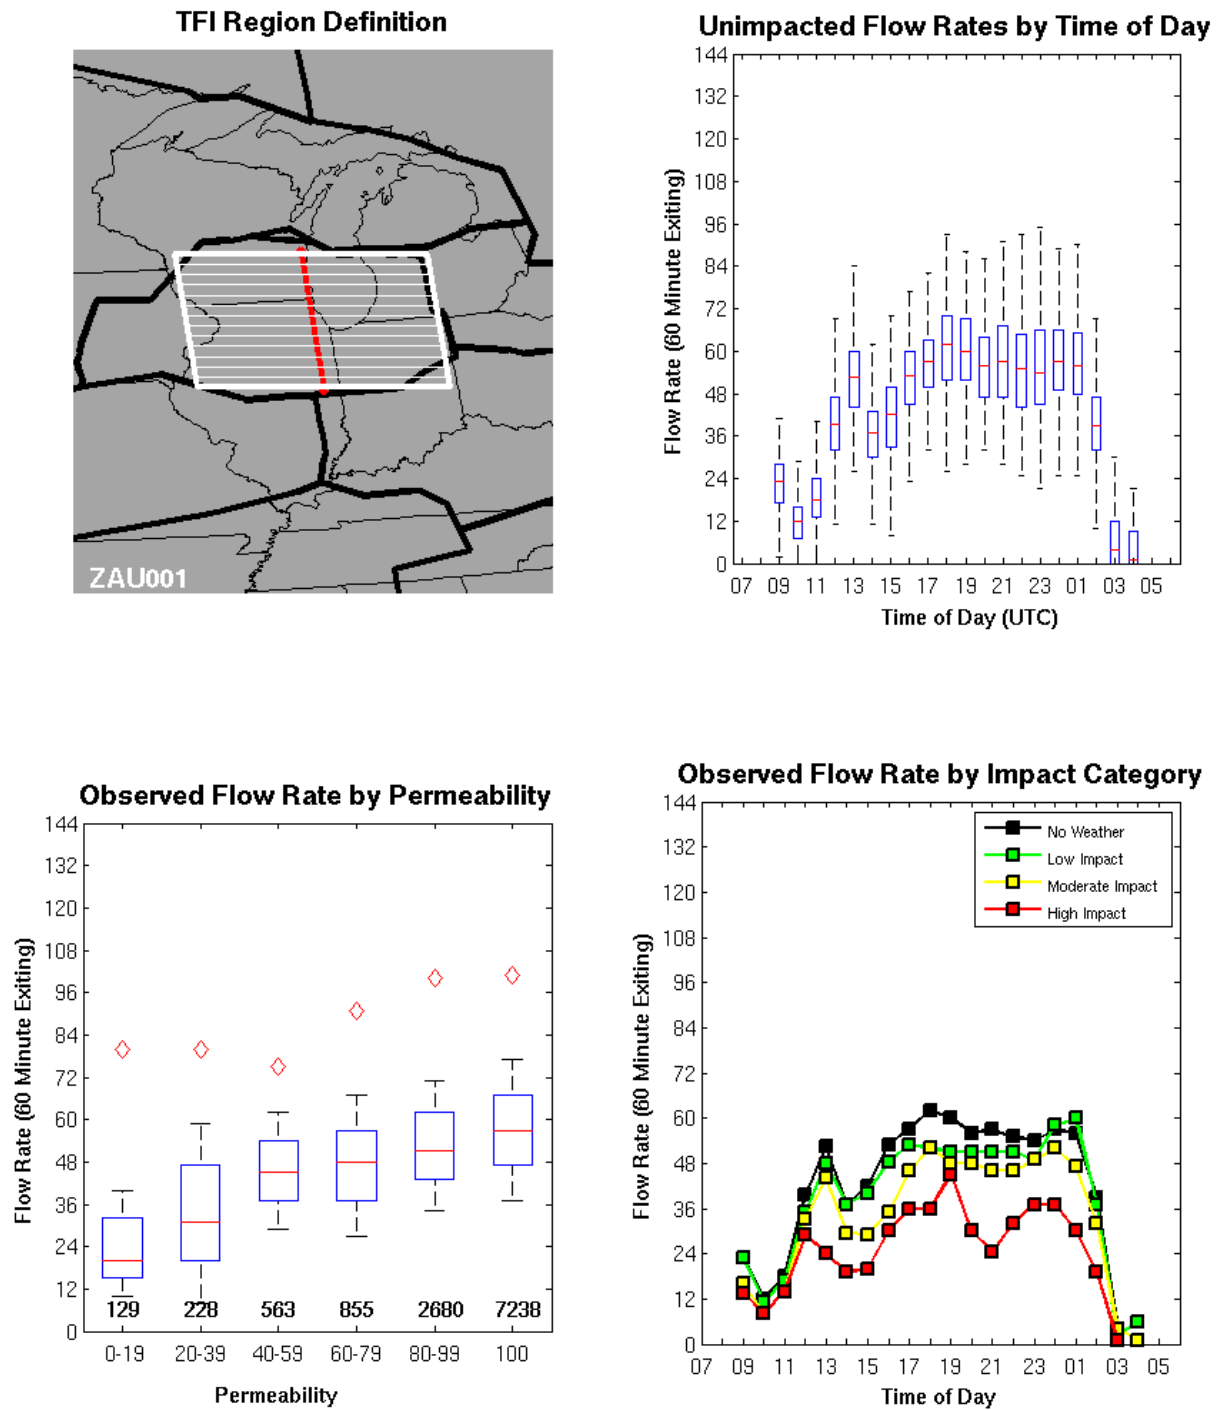 TFI Region Definition
ZAU001
Unimpacted Flow Rates by Time of Day
Flow Rate (60 Minute Exiting)
144
132
120
108
96
84
72
60
48
36
24
12
0
07 09 11 13 15 17 19 21 23 01 03 05
Time of Day (UTC)
Observed Flow Rate by Permeability
Flow Rate (60 Minute Exiting)
144
132
120
108
96
84
72
60
48
36
24
12
0
129 228 563 855 2680 7238
0-19 20-39 40-59 60-79 80-99 100
Permeability
Observed Flow Rate by Impact Category
Flow Rate (60 Minute Exiting)
144
132
120
108
96
84
72
60
48
36
24
12
0
No Weather
Low Impact
Moderate Impact
High Impact
07 09 11 13 15 17 19 21 23 01 03 05
Time of Day